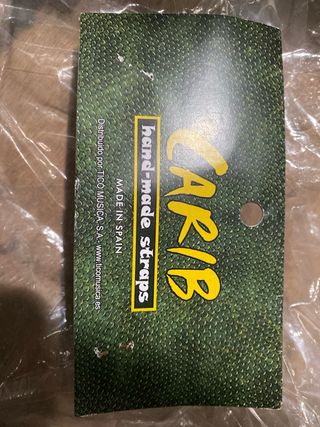 CARIB
hand-made straps
MADE IN SPAIN
Distribuido por TICO MUSICA, S.A. www.ticomusica.es